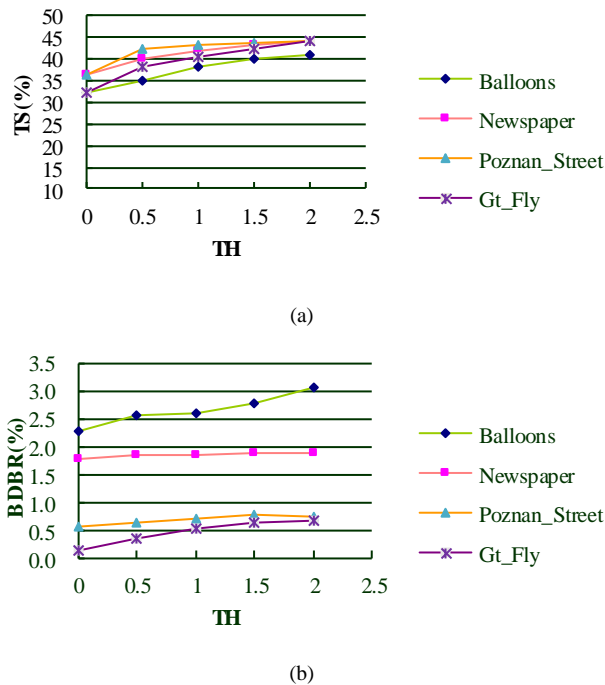 50
45
40
35
30
25
20
15
10
TS(%)
0 0.5 1 1.5 2 2.5
TH
Balloons
Newspaper
Poznan_Street
Gt_Fly
(a)
3.5
3.0
2.5
2.0
1.5
1.0
0.5
0.0
BDBR(%)
0 0.5 1 1.5 2 2.5
TH
Balloons
Newspaper
Poznan_Street
Gt_Fly
(b)